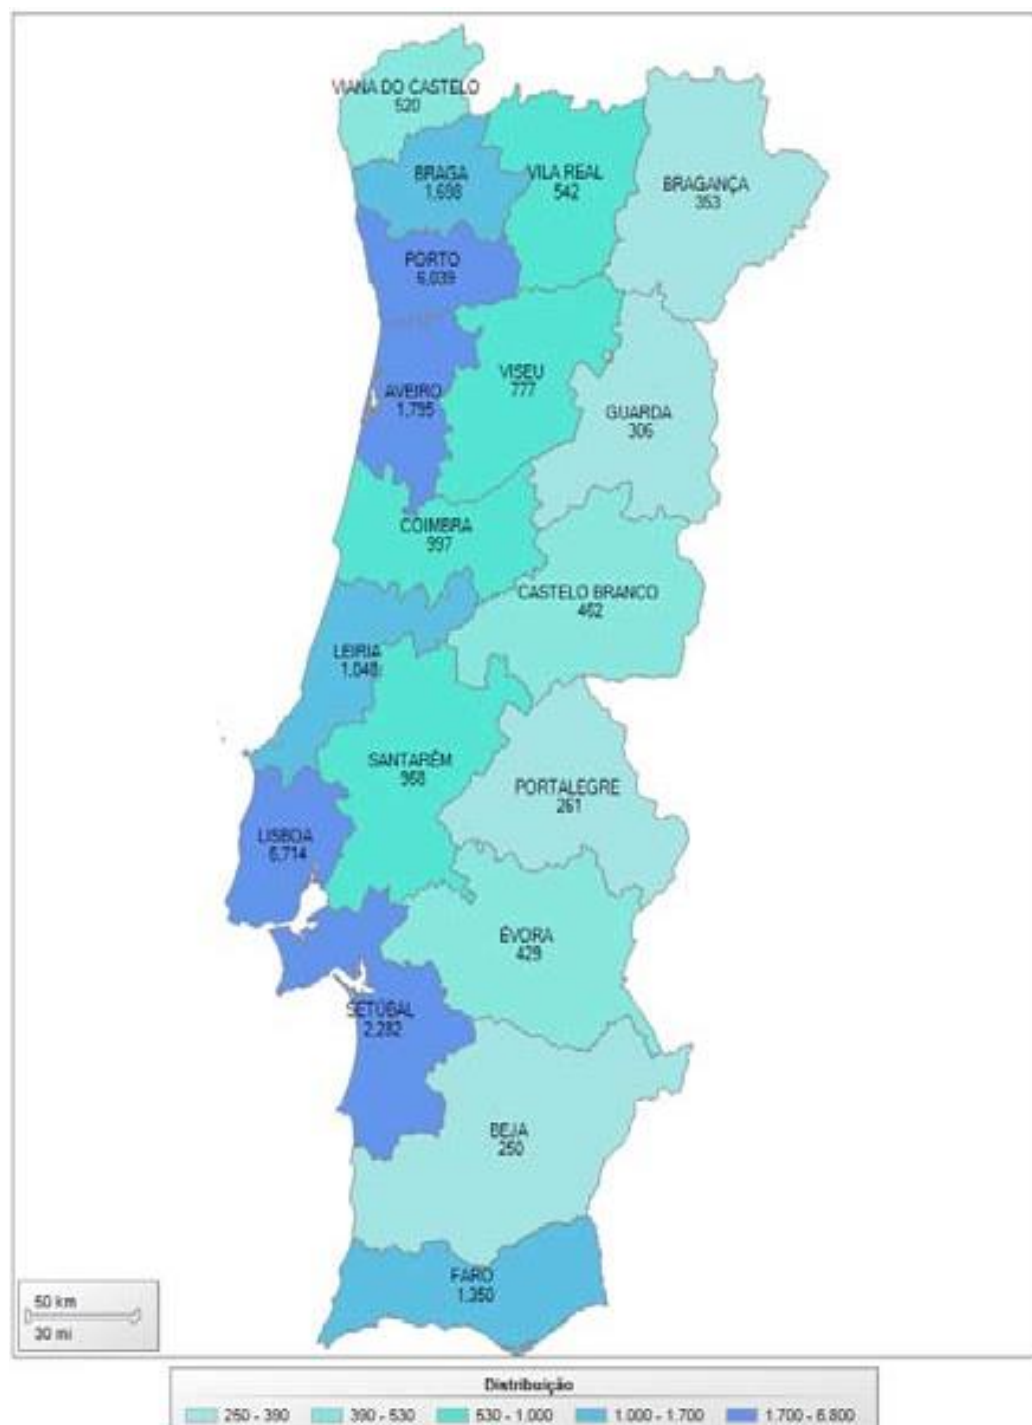 VIANA DO CASTELO
520
BRAGA
1,698
VILA REAL
542
BRAGANÇA
353
PORTO
6,039
VISEU
777
AVEIRO
1,795
GUARDA
306
COIMBRA
997
CASTELO BRANCO
462
LEIRIA
1,048
SANTARÉM
968
PORTALEGRE
261
LISBOA
6,714
ÉVORA
429
SETÚBAL
2,282
BEJA
250
FARO
1,350
50 km
30 mi
Distribuição
250 - 390 390 - 530 530 - 1.000 1.000 - 1.700 1.700 - 6.800